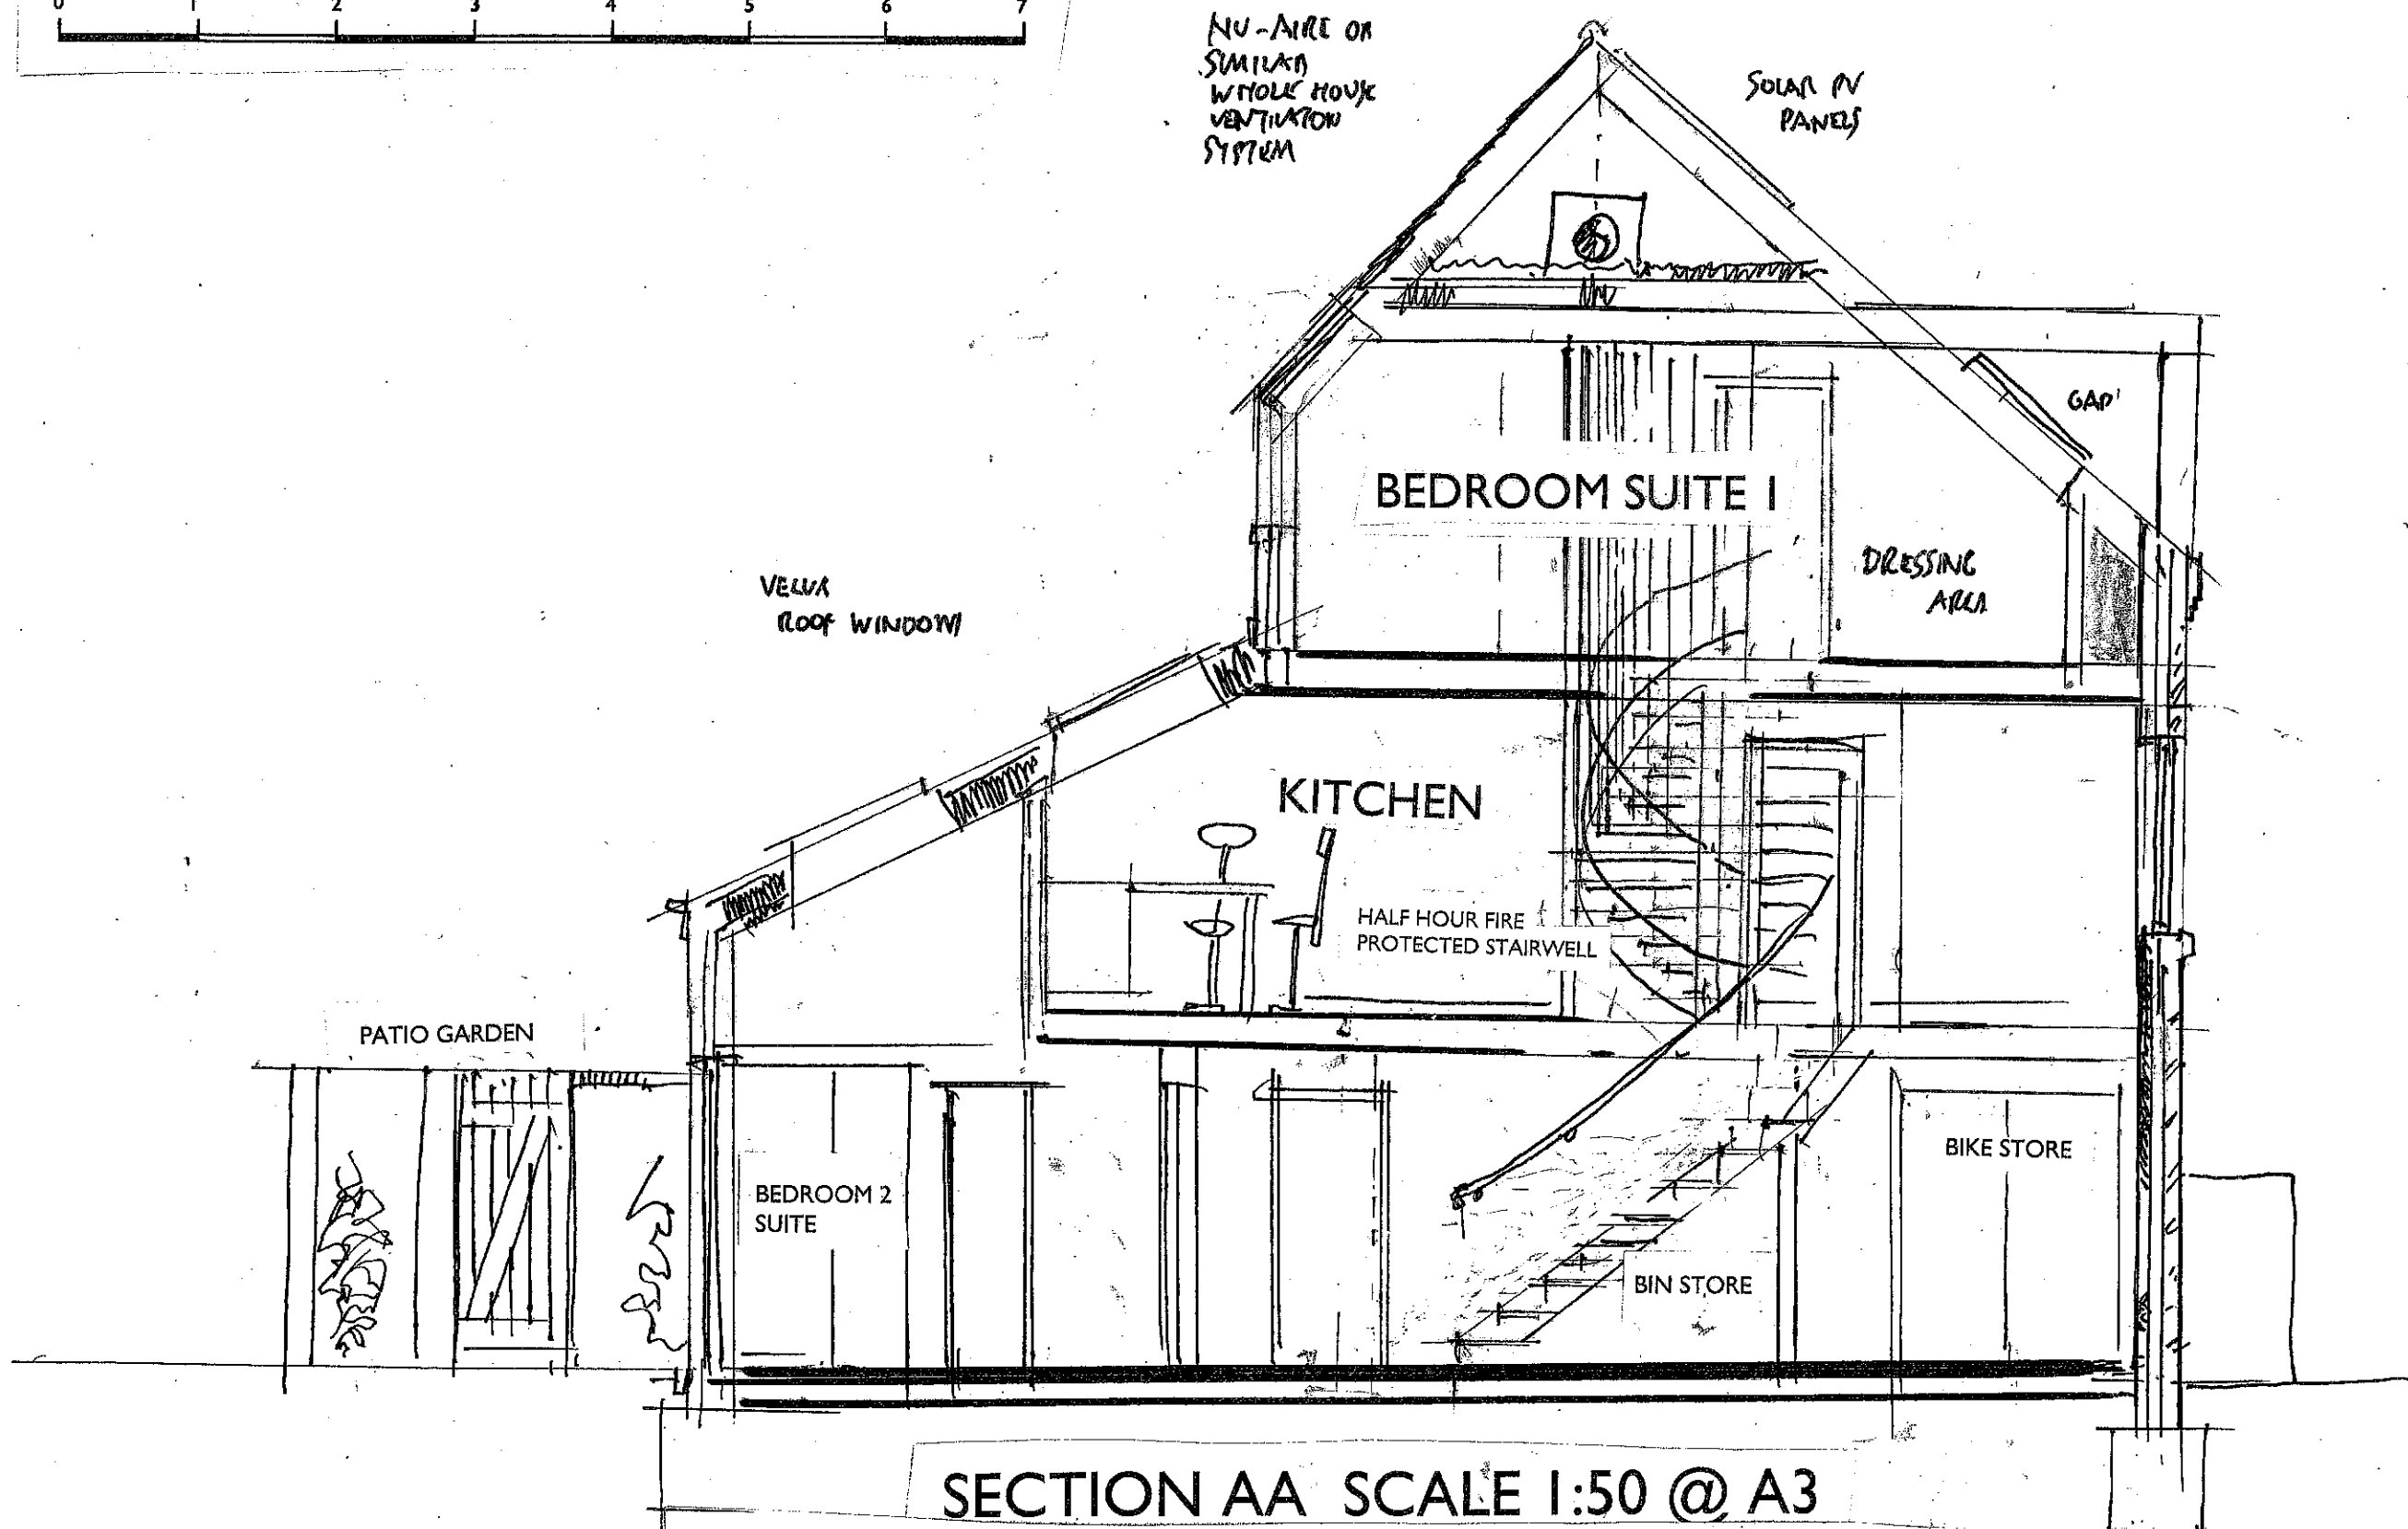 0 1 2 3 4 5 6 7
NU-AIRE OR
SIMILAR
WHOLE HOUSE
VENTILATION
SYSTEM
SOLAR PV
PANELS
GAP
BEDROOM SUITE 1
DRESSING
AREA
VELUX
ROOF WINDOW
KITCHEN
HALF HOUR FIRE
PROTECTED STAIRWELL
PATIO GARDEN
BIKE STORE
BEDROOM 2
SUITE
BIN STORE
SECTION AA SCALE 1:50 @ A3